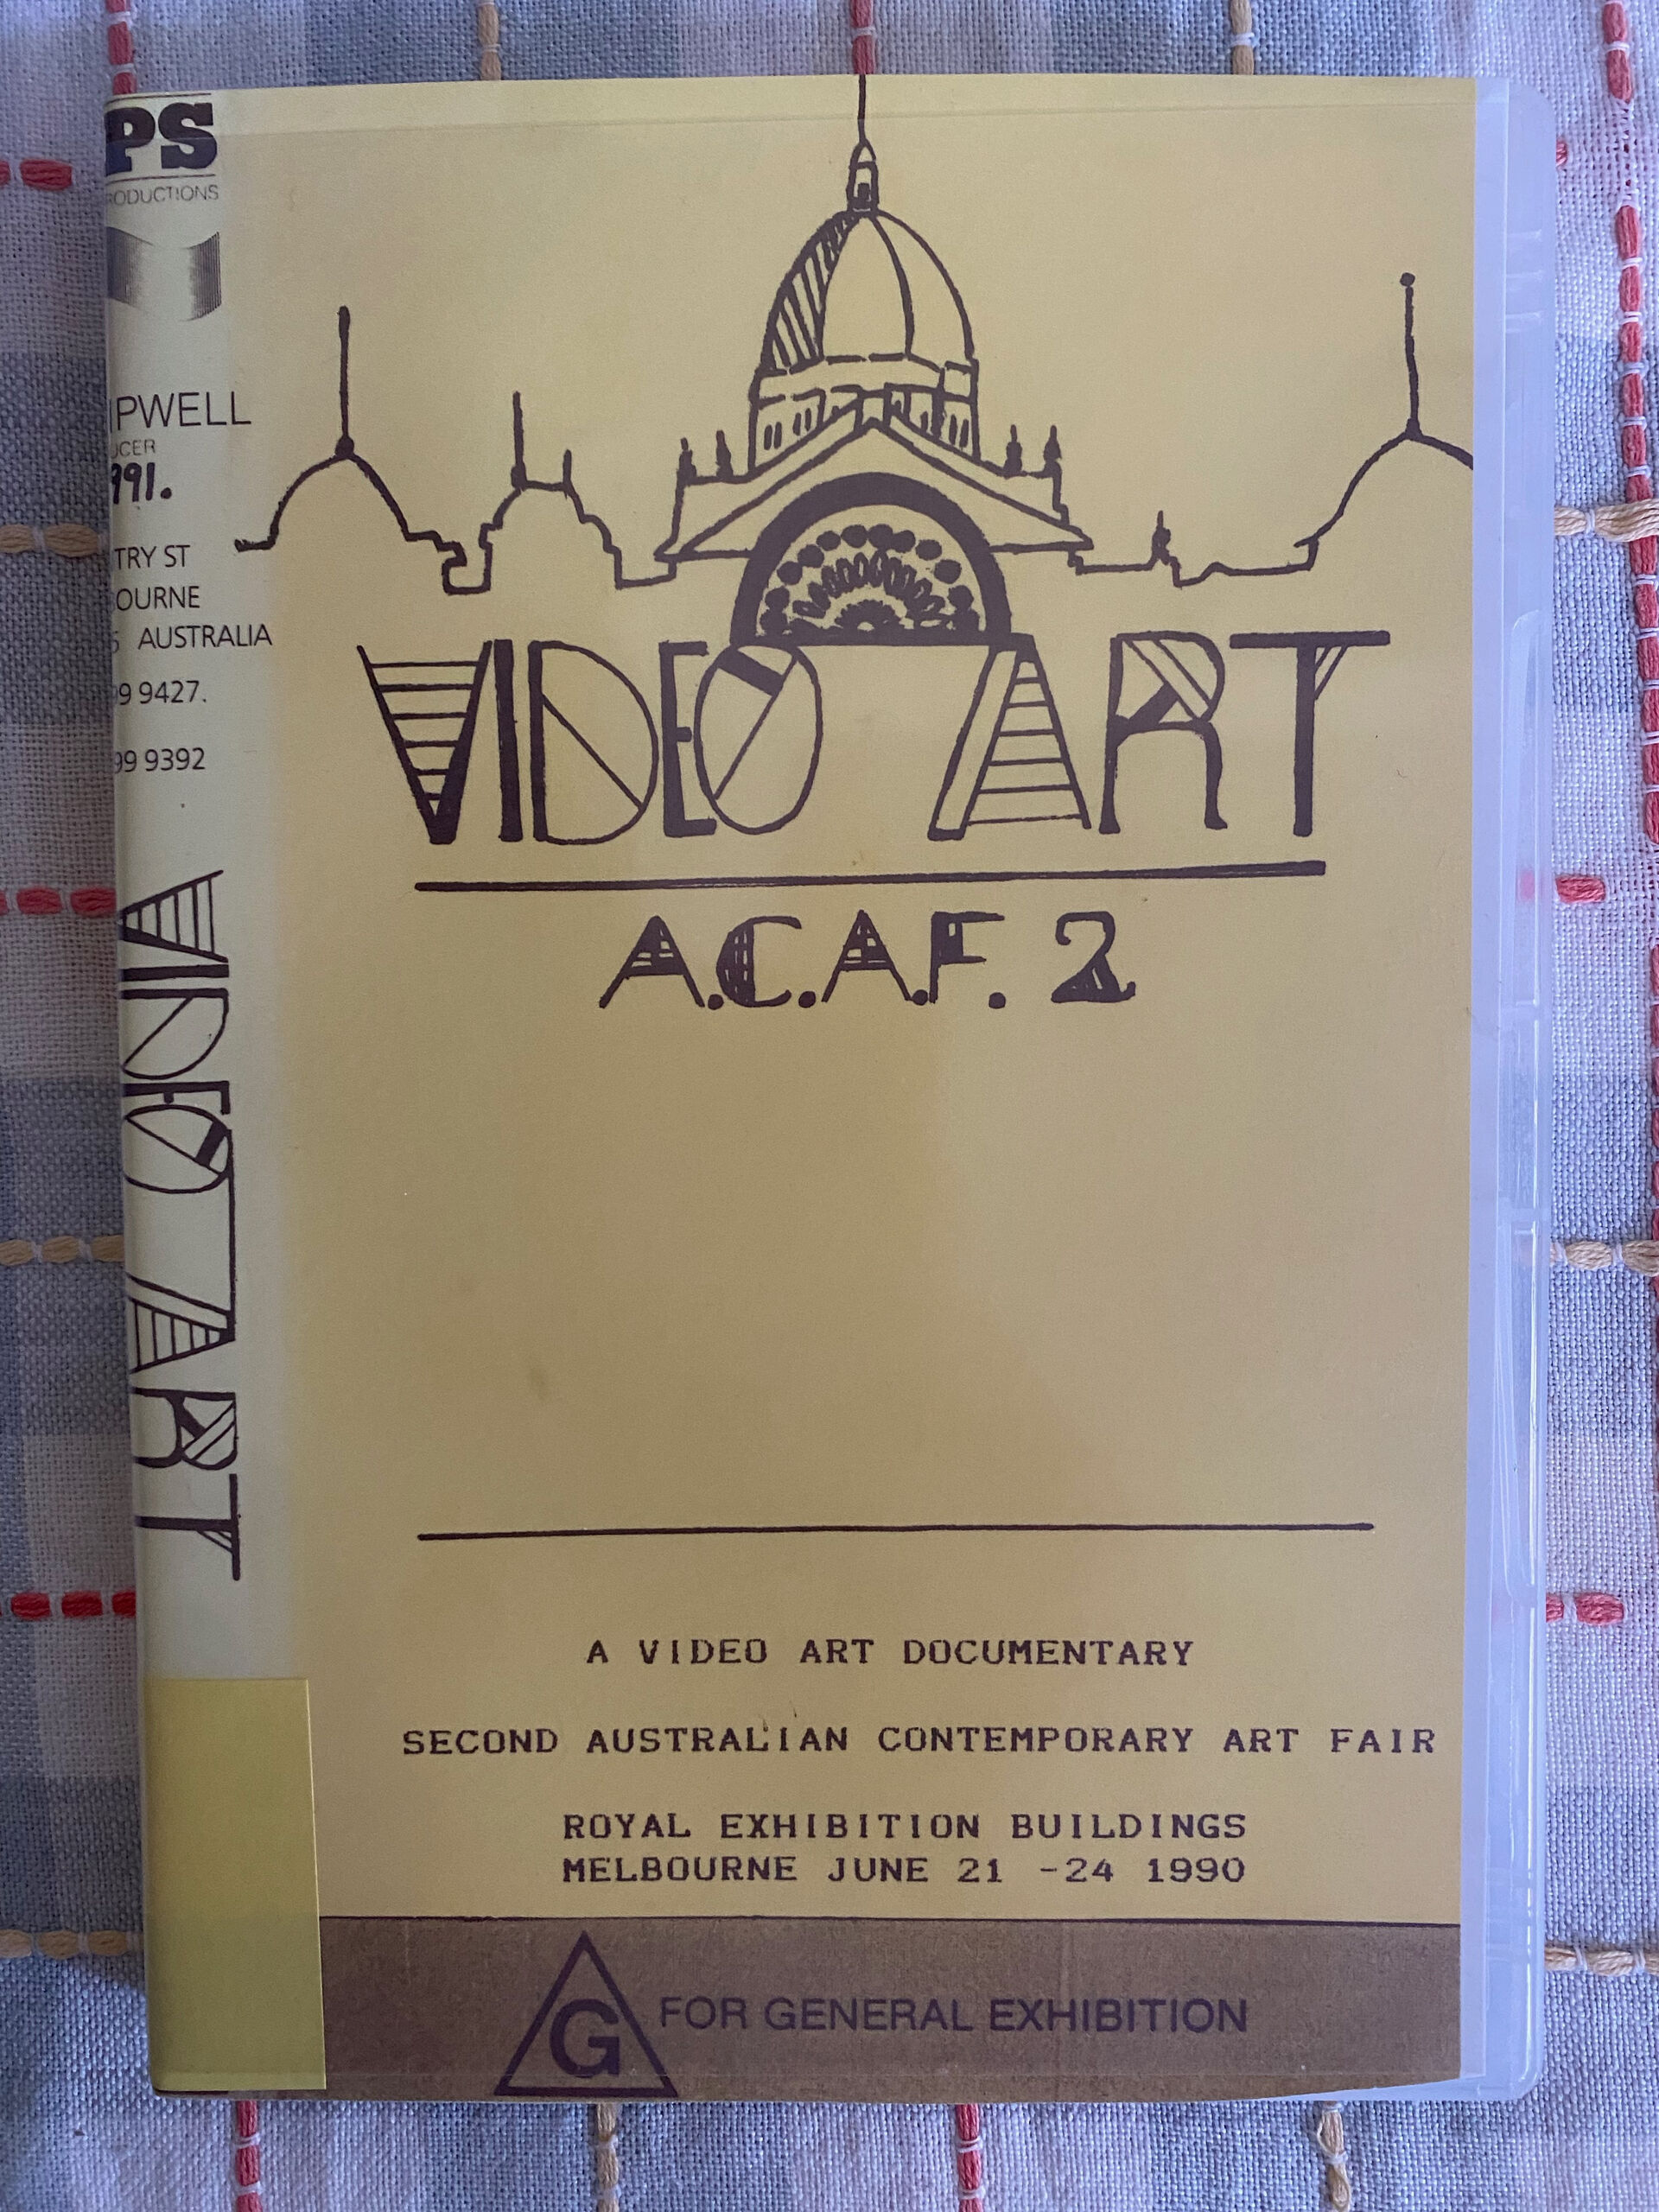 PS
RODUCTIONS
IPWELL
UCER
991.
TRY ST
OURNE
AUSTRALIA
99 9427.
99 9392
VIDEO ART
VIDEO ART
A.C.A.F. 2
A VIDEO ART DOCUMENTARY
SECOND AUSTRALIAN CONTEMPORARY ART FAIR
ROYAL EXHIBITION BUILDINGS
MELBOURNE JUNE 21 -24 1990
G FOR GENERAL EXHIBITION